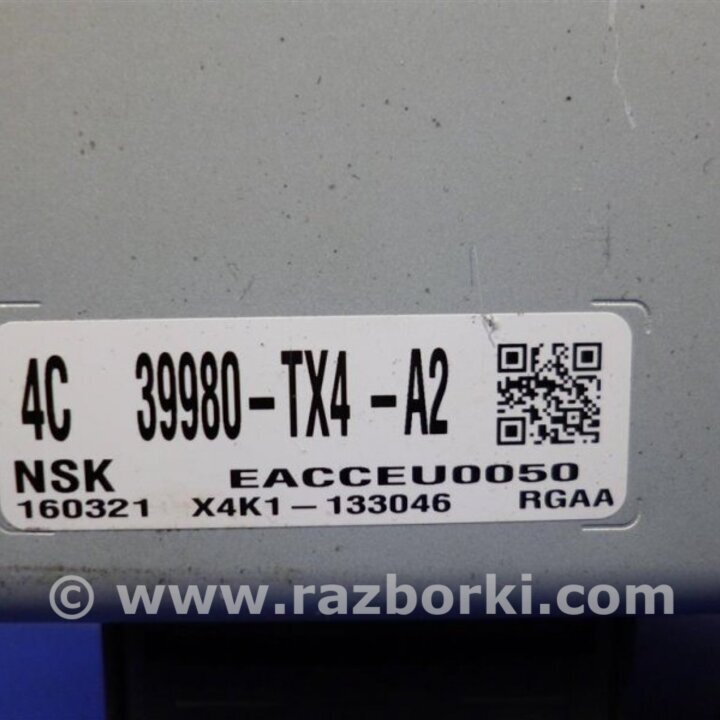 4C 39980-TX4-A2
NSK EACCEU0050
160321 X4K1-133046 RGAA
© www.razborki.com